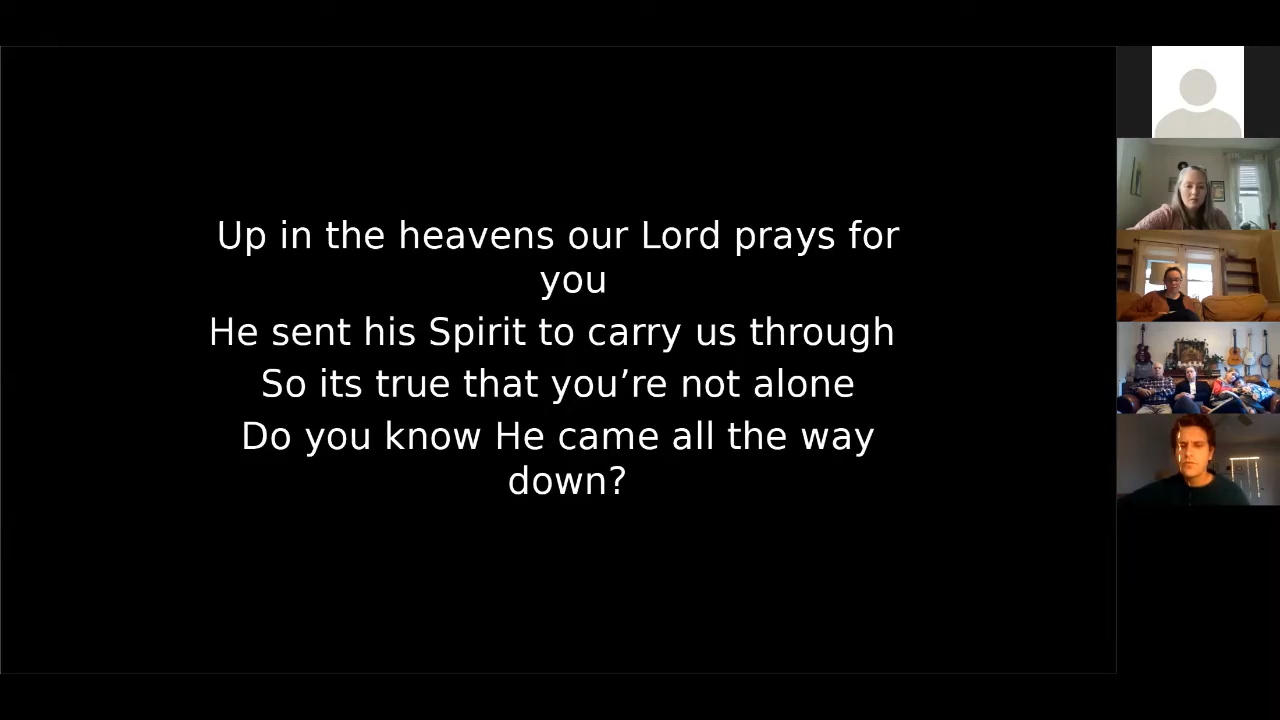 Up in the heavens our Lord prays for
you
He sent his Spirit to carry us through
So its true that you’re not alone
Do you know He came all the way
down?